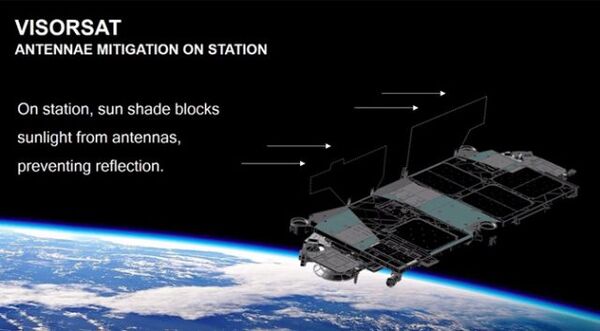 VISORSAT
ANTENNAE MITIGATION ON STATION
On station, sun shade blocks
sunlight from antennas,
preventing reflection.